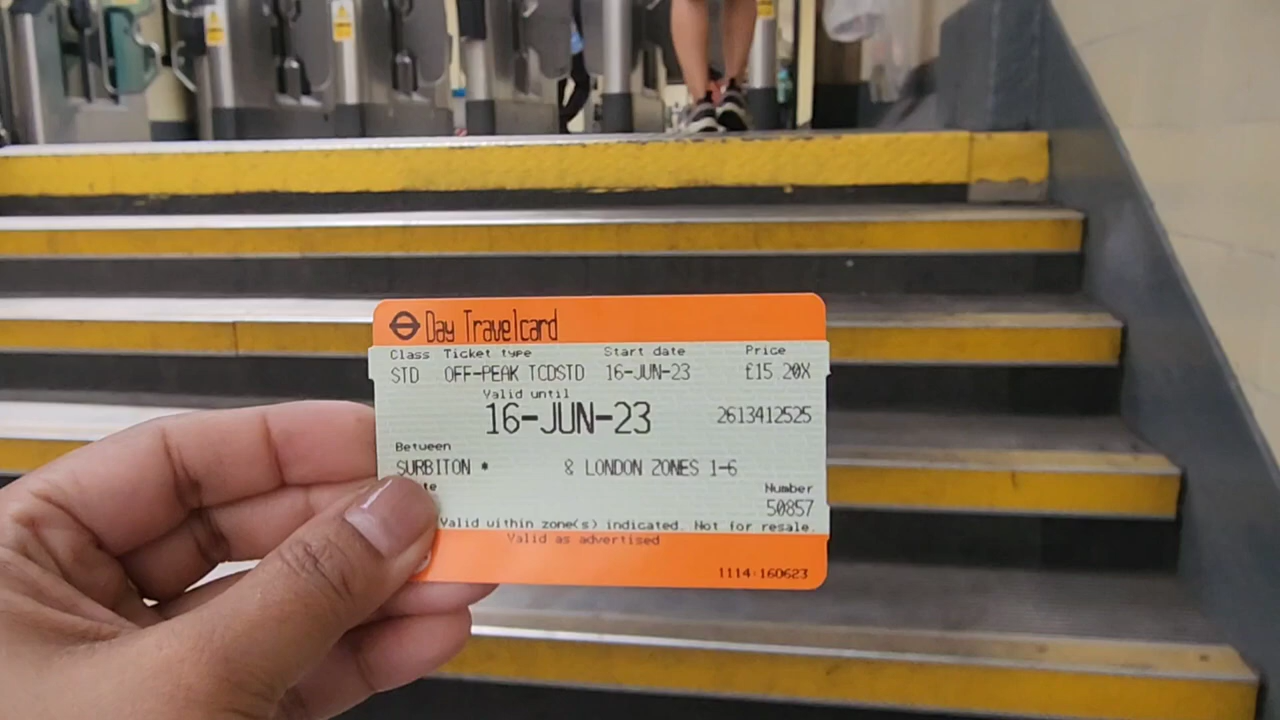 Day Travelcard
Class Ticket type Start date Price
STD OFF-PEAK TCDSTD 16-JUN-23 £15.20X
Valid until
16-JUN-23 2613412525
Between
SURBITON * & LONDON ZONES 1-6
Number
50857
Valid within zone(s) indicated. Not for resale.
Valid as advertised
1114·160623